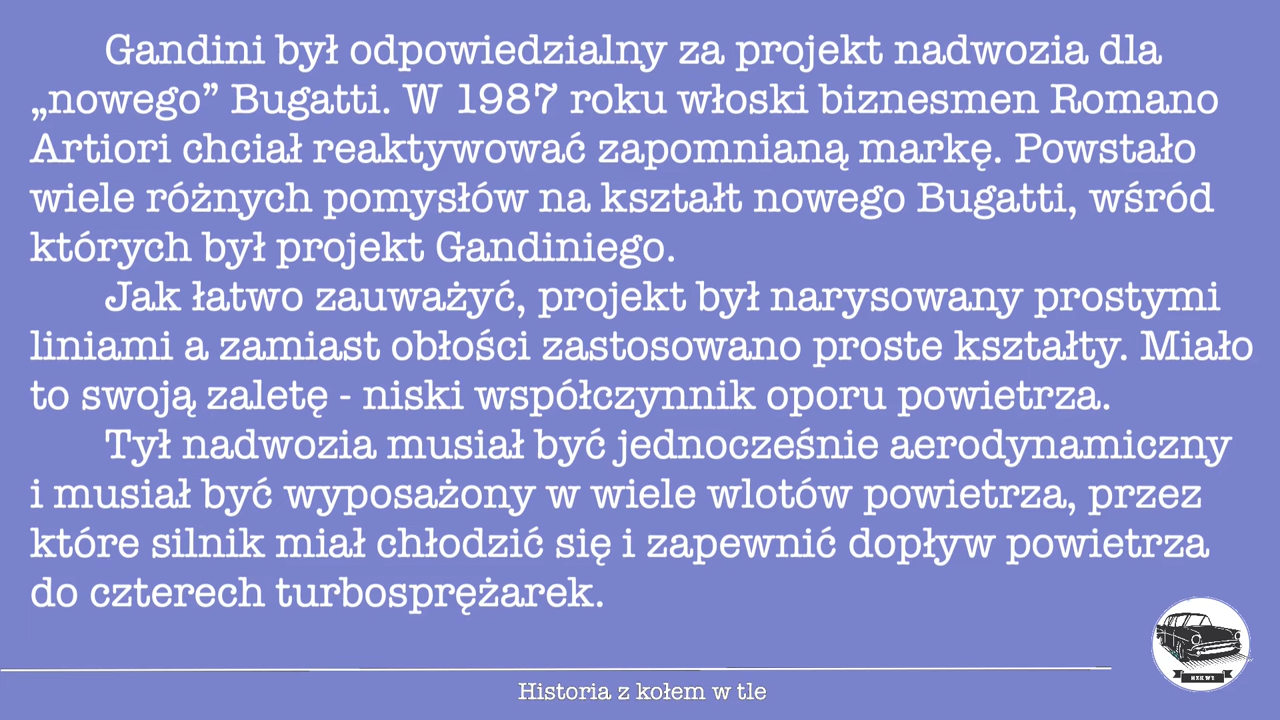 Gandini był odpowiedzialny za projekt nadwozia dla
„nowego” Bugatti. W 1987 roku włoski biznesmen Romano
Artiori chciał reaktywować zapomnianą markę. Powstało
wiele różnych pomysłów na kształt nowego Bugatti, wśród
których był projekt Gandiniego.
Jak łatwo zauważyć, projekt był narysowany prostymi
liniami a zamiast obłości zastosowano proste kształty. Miało
to swoją zaletę - niski współczynnik oporu powietrza.
Tył nadwozia musiał być jednocześnie aerodynamiczny
i musiał być wyposażony w wiele wlotów powietrza, przez
które silnik miał chłodzić się i zapewnić dopływ powietrza
do czterech turbosprężarek.
Historia z kołem w tle